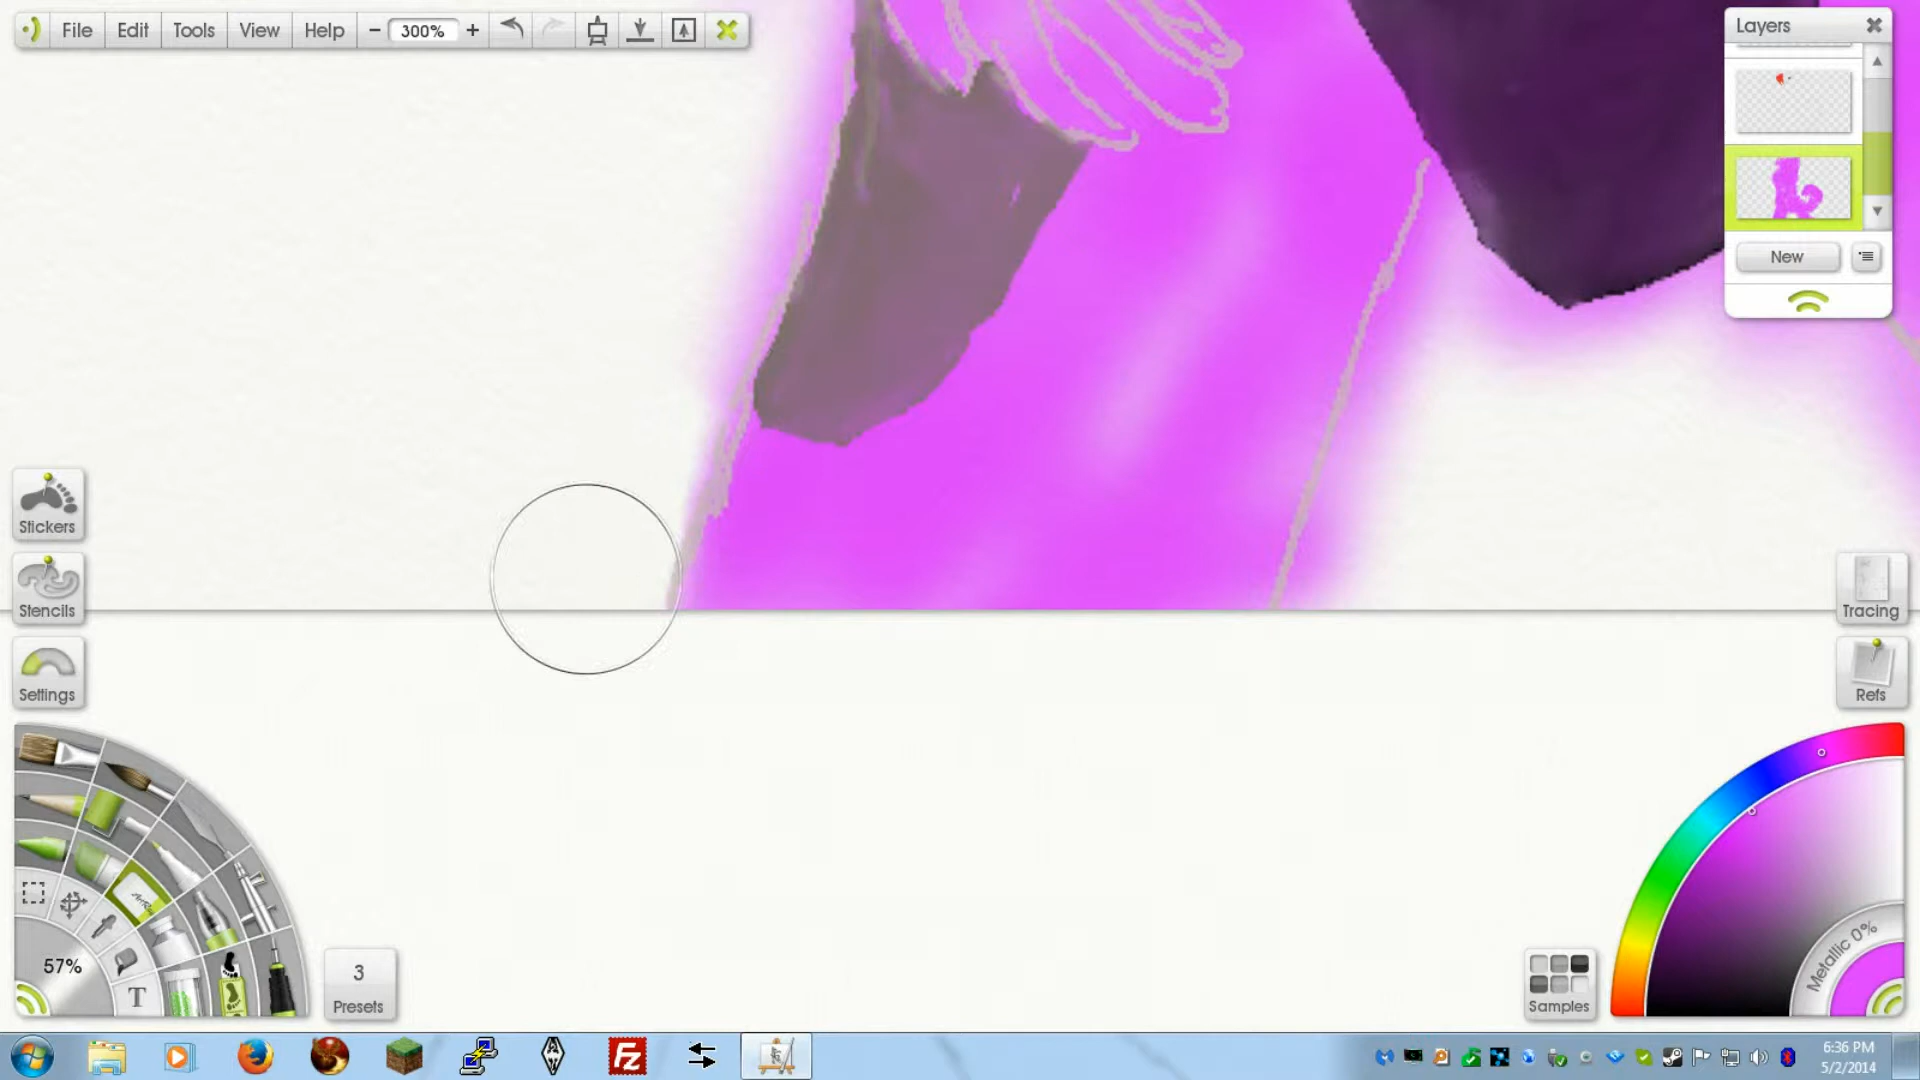 File Edit Tools View Help − 300% +
Layers
New
Stickers
Stencils
Settings
Tracing
Refs
57%
T
3
Presets
Metallic 0%
Samples
FZ
6:36 PM
5/2/2014